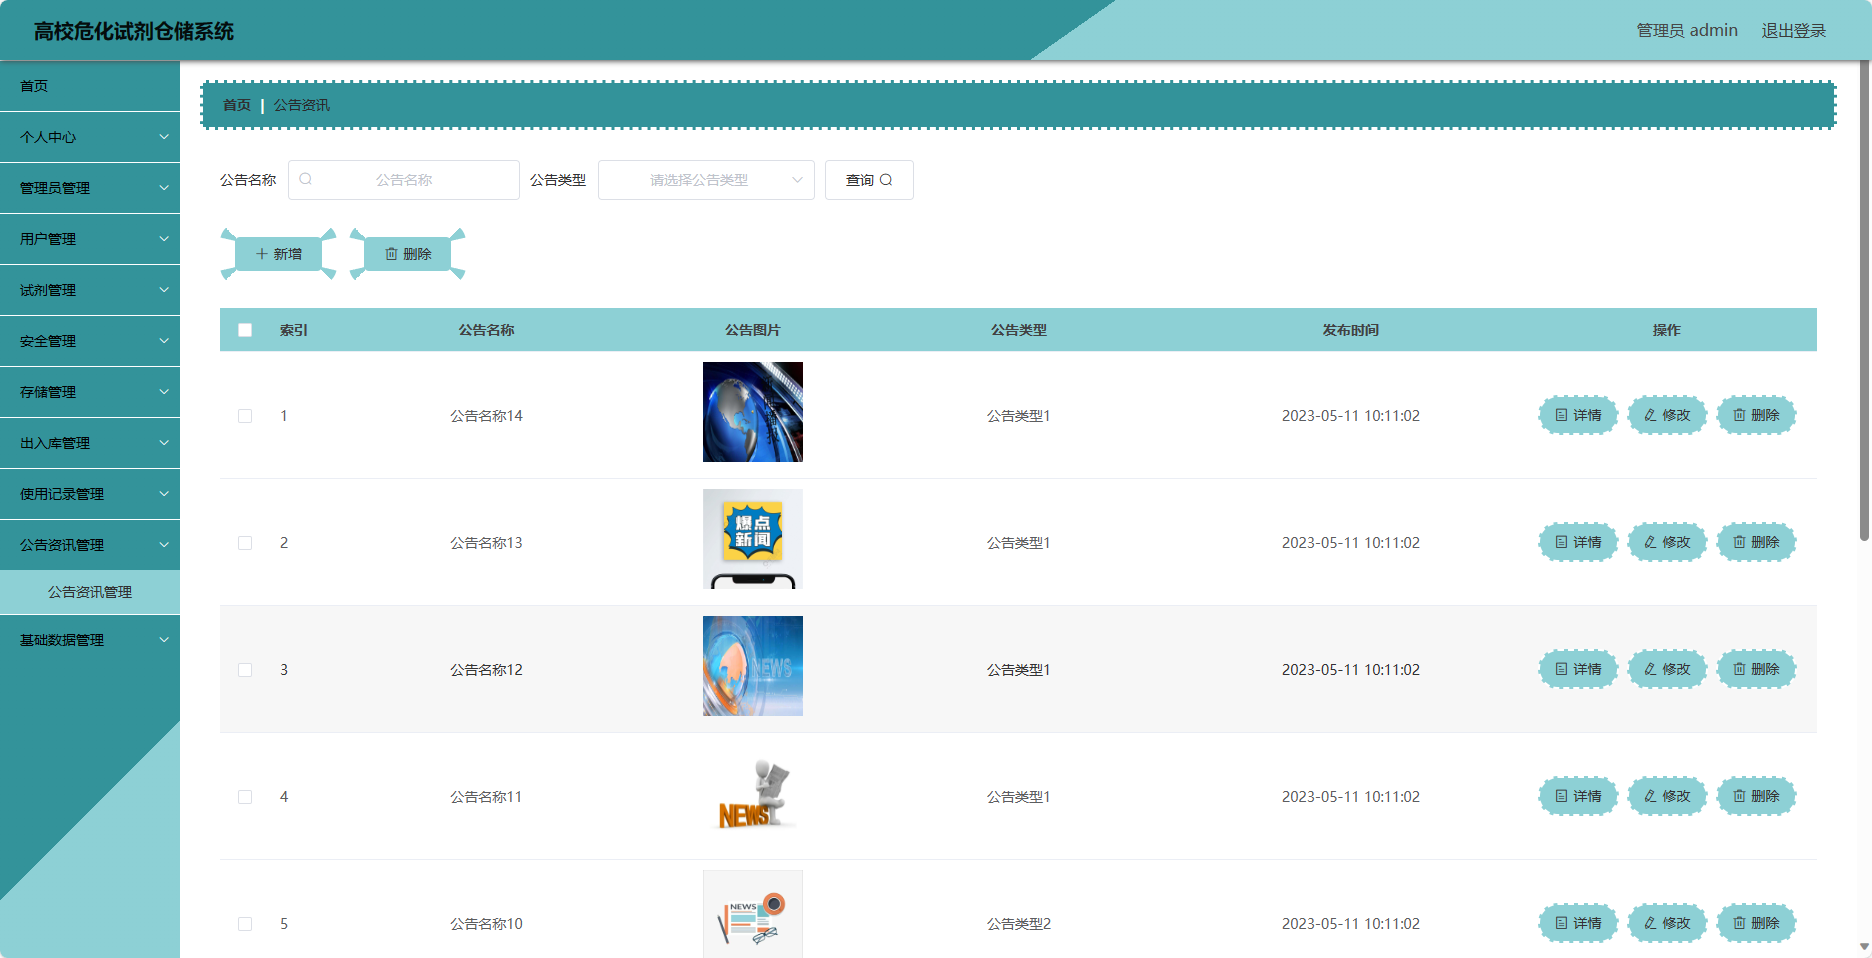 高校危化试剂仓储系统
管理员 admin 退出登录
首页
个人中心
管理员管理
用户管理
试剂管理
安全管理
存储管理
出入库管理
使用记录管理
公告资讯管理
公告资讯管理
基础数据管理
首页 | 公告资讯
公告名称 公告名称 公告类型 请选择公告类型 查询
新增 删除
索引 公告名称 公告图片 公告类型 发布时间 操作
1 公告名称14 公告类型1 2023-05-11 10:11:02 详情 修改 删除
2 公告名称13 公告类型1 2023-05-11 10:11:02 详情 修改 删除
爆点
新闻
3 公告名称12 公告类型1 2023-05-11 10:11:02 详情 修改 删除
NEWS
4 公告名称11 公告类型1 2023-05-11 10:11:02 详情 修改 删除
NEWS
5 公告名称10 公告类型2 2023-05-11 10:11:02 详情 修改 删除
NEWS